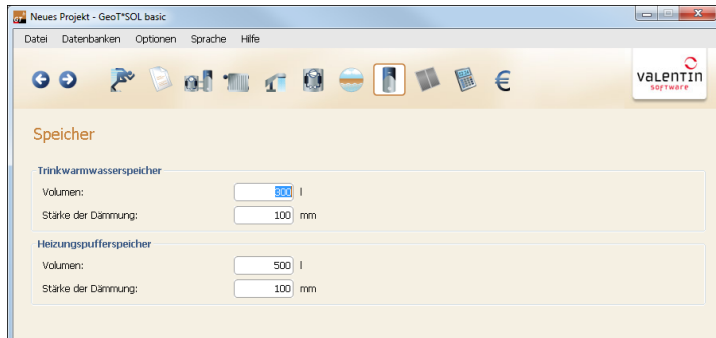 Neues Projekt - GeoT*SOL basic
Datei Datenbanken Optionen Sprache Hilfe
valentin
software
Speicher
Trinkwarmwasserspeicher
Volumen: 300 l
Stärke der Dämmung: 100 mm
Heizungspufferspeicher
Volumen: 500 l
Stärke der Dämmung: 100 mm